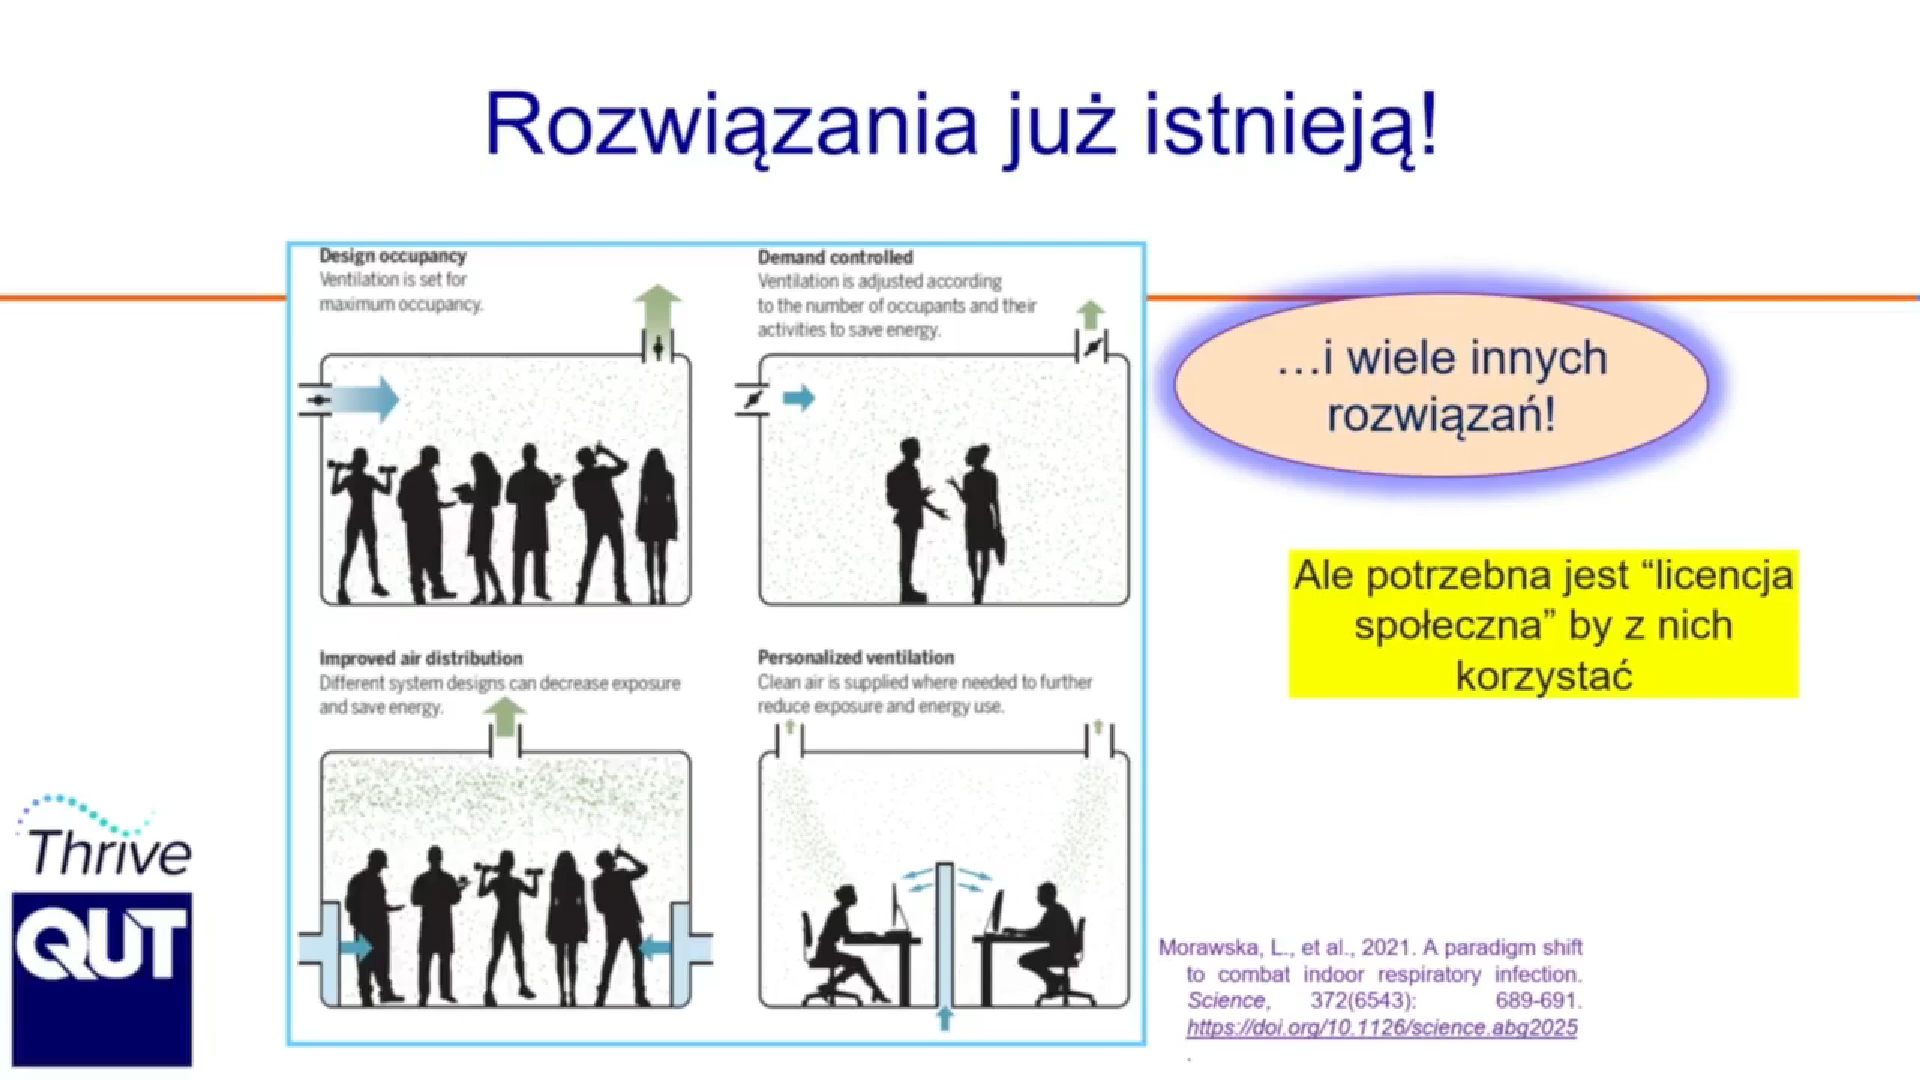 Rozwiązania już istnieją!
Design occupancy
Ventilation is set for
maximum occupancy.
Demand controlled
Ventilation is adjusted according
to the number of occupants and their
activities to save energy.
Improved air distribution
Different system designs can decrease exposure
and save energy.
Personalized ventilation
Clean air is supplied where needed to further
reduce exposure and energy use.
…i wiele innych
rozwiązań!
Ale potrzebna jest “licencja
społeczna” by z nich
korzystać
Thrive
QUT
Morawska, L., et al., 2021. A paradigm shift
to combat indoor respiratory infection.
Science, 372(6543): 689-691.
https://doi.org/10.1126/science.abg2025
.